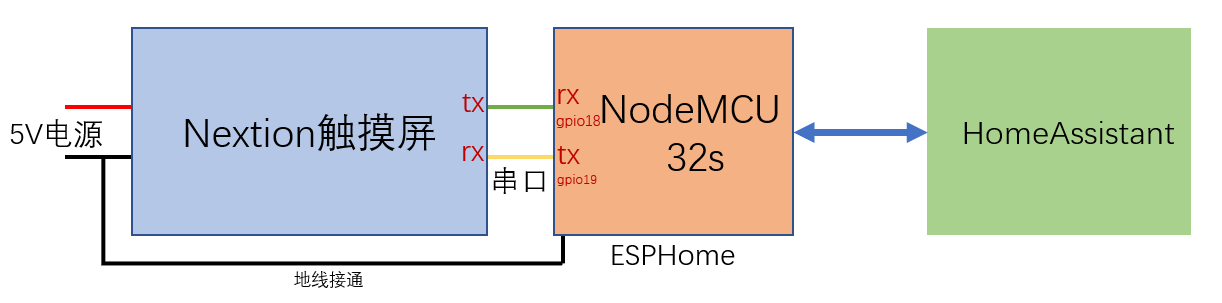 5V电源
Nextion触摸屏
tx
rx
串口
rx
gpio18
tx
gpio19
NodeMCU
32s
ESPHome
HomeAssistant
地线接通